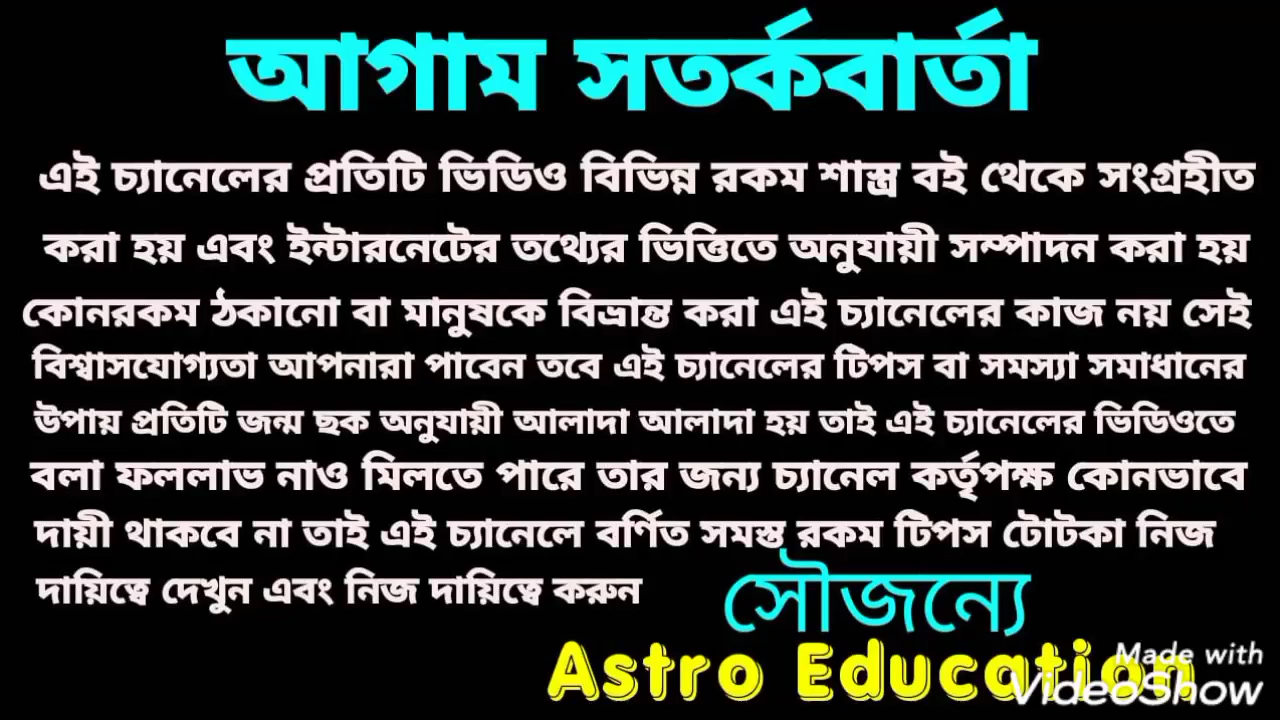 আগাম সতর্কবার্তা
এই চ্যানেলের প্রতিটি ভিডিও বিভিন্ন রকম শাস্ত্র বই থেকে সংগ্রহীত
করা হয় এবং ইন্টারনেটের তথ্যের ভিত্তিতে অনুযায়ী সম্পাদন করা হয়
কোনরকম ঠকানো বা মানুষকে বিভ্রান্ত করা এই চ্যানেলের কাজ নয় সেই
বিশ্বাসযোগ্যতা আপনারা পাবেন তবে এই চ্যানেলের টিপস বা সমস্যা সমাধানের
উপায় প্রতিটি জন্ম ছক অনুযায়ী আলাদা আলাদা হয় তাই এই চ্যানেলের ভিডিওতে
বলা ফললাভ নাও মিলতে পারে তার জন্য চ্যানেল কর্তৃপক্ষ কোনভাবে
দায়ী থাকবে না তাই এই চ্যানেলে বর্ণিত সমস্ত রকম টিপস টোটকা নিজ
দায়িত্বে দেখুন এবং নিজ দায়িত্বে করুন
সৌজন্যে
Astro Education
Made with
VideoShow